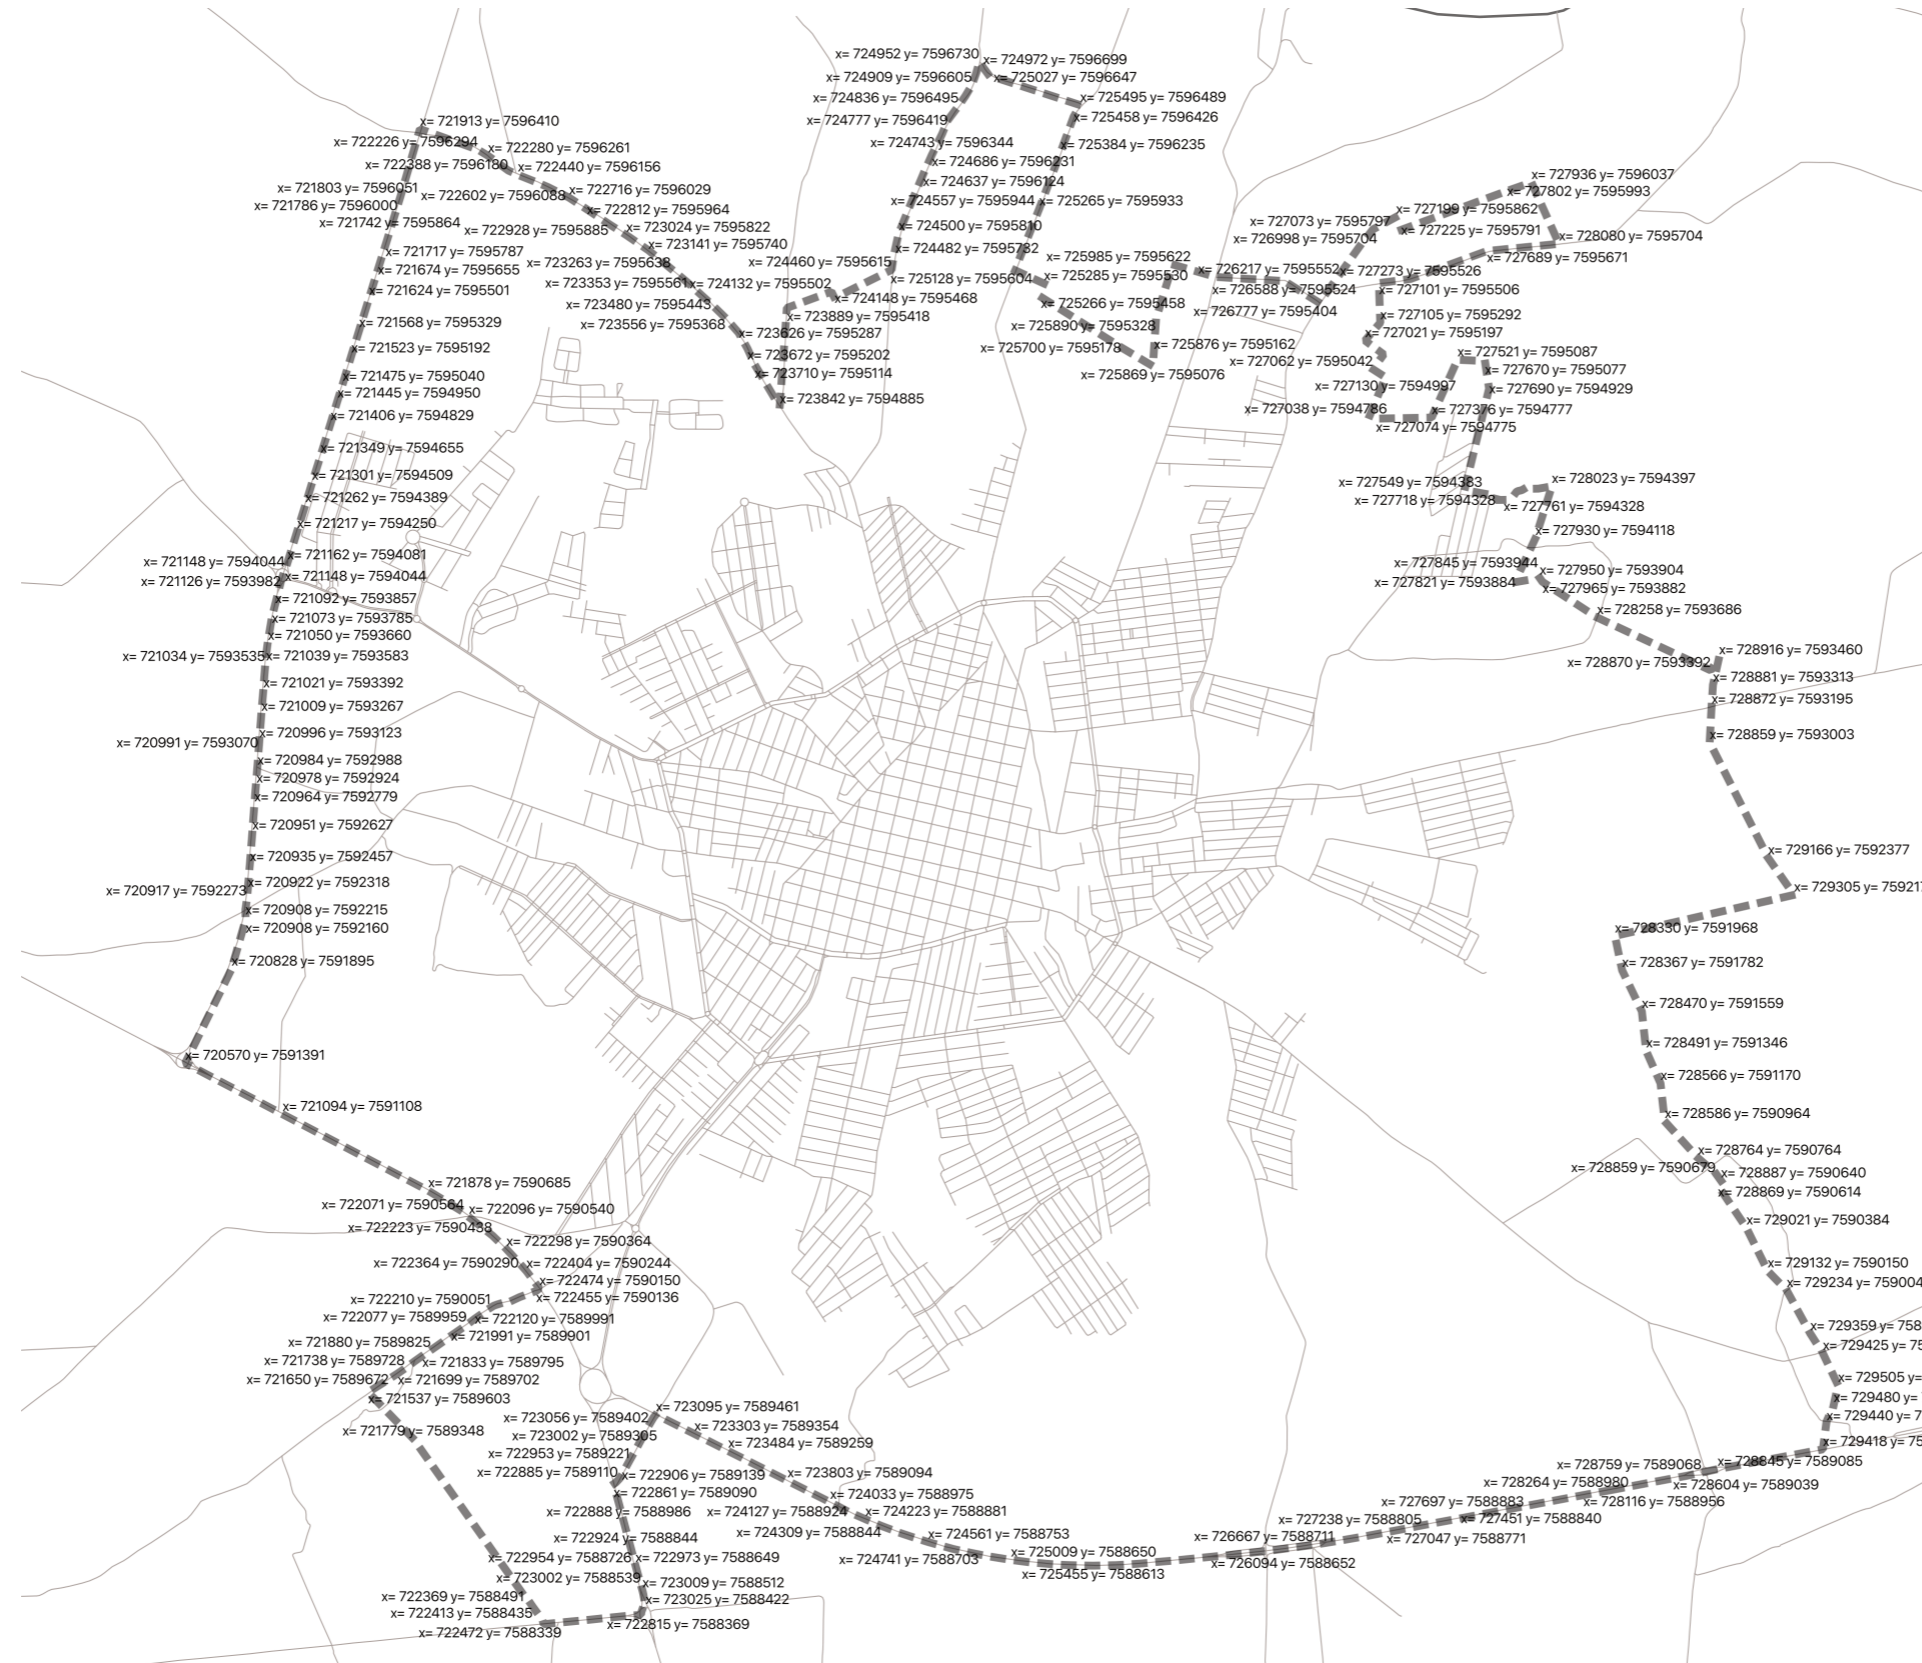 x= 724952 y= 7596730
x= 724972 y= 7596699
x= 724909 y= 7596605
x= 725027 y= 7596647
x= 724836 y= 7596495
x= 725495 y= 7596489
x= 724777 y= 7596419
x= 725458 y= 7596426
x= 721913 y= 7596410
x= 722226 y= 7596294
x= 724743 y= 7596344
x= 725384 y= 7596235
x= 722280 y= 7596261
x= 722388 y= 7596180
x= 722440 y= 7596156
x= 724686 y= 7596231
x= 727936 y= 7596037
x= 724637 y= 7596124
x= 721803 y= 7596051
x= 722602 y= 7596088
x= 722716 y= 7596029
x= 727802 y= 7595993
x= 721786 y= 7596000
x= 722812 y= 7595964
x= 724557 y= 7595944
x= 725265 y= 7595933
x= 727199 y= 7595862
x= 721742 y= 7595864
x= 722928 y= 7595885
x= 723024 y= 7595822
x= 724500 y= 7595810
x= 727073 y= 7595797
x= 727225 y= 7595791
x= 726998 y= 7595704
x= 728080 y= 7595704
x= 721717 y= 7595787
x= 723141 y= 7595740
x= 724482 y= 7595732
x= 725985 y= 7595622
x= 727689 y= 7595671
x= 721674 y= 7595655
x= 723263 y= 7595638
x= 724460 y= 7595615
x= 725285 y= 7595530
x= 726217 y= 7595552
x= 727273 y= 7595526
x= 721624 y= 7595501
x= 723353 y= 7595561
x= 724132 y= 7595502
x= 725128 y= 7595604
x= 726588 y= 7595524
x= 727101 y= 7595506
x= 723480 y= 7595443
x= 724148 y= 7595468
x= 725266 y= 7595458
x= 726777 y= 7595404
x= 727105 y= 7595292
x= 721568 y= 7595329
x= 723556 y= 7595368
x= 723889 y= 7595418
x= 725890 y= 7595328
x= 727021 y= 7595197
x= 723626 y= 7595287
x= 721523 y= 7595192
x= 723672 y= 7595202
x= 725700 y= 7595178
x= 725876 y= 7595162
x= 727521 y= 7595087
x= 727062 y= 7595042
x= 727670 y= 7595077
x= 721475 y= 7595040
x= 723710 y= 7595114
x= 725869 y= 7595076
x= 727130 y= 7594997
x= 727690 y= 7594929
x= 721445 y= 7594950
x= 723842 y= 7594885
x= 721406 y= 7594829
x= 727038 y= 7594786
x= 727376 y= 7594777
x= 727074 y= 7594775
x= 721349 y= 7594655
x= 721301 y= 7594509
x= 727549 y= 7594383
x= 728023 y= 7594397
x= 721262 y= 7594389
x= 727718 y= 7594328
x= 727761 y= 7594328
x= 721217 y= 7594250
x= 727930 y= 7594118
x= 721162 y= 7594081
x= 721148 y= 7594044
x= 727845 y= 7593944
x= 727950 y= 7593904
x= 721126 y= 7593982
x= 721148 y= 7594044
x= 727821 y= 7593884
x= 727965 y= 7593882
x= 721092 y= 7593857
x= 728258 y= 7593686
x= 721073 y= 7593785
x= 721050 y= 7593660
x= 721034 y= 7593535
x= 721039 y= 7593583
x= 728916 y= 7593460
x= 728870 y= 7593392
x= 721021 y= 7593392
x= 728881 y= 7593313
x= 721009 y= 7593267
x= 728872 y= 7593195
x= 720996 y= 7593123
x= 728859 y= 7593003
x= 720991 y= 7593070
x= 720984 y= 7592988
x= 720978 y= 7592924
x= 720964 y= 7592779
x= 720951 y= 7592627
x= 720935 y= 7592457
x= 729166 y= 7592377
x= 720922 y= 7592318
x= 720917 y= 7592273
x= 729305 y= 759217
x= 720908 y= 7592215
x= 720908 y= 7592160
x= 728330 y= 7591968
x= 720828 y= 7591895
x= 728367 y= 7591782
x= 728470 y= 7591559
x= 728491 y= 7591346
x= 720570 y= 7591391
x= 728566 y= 7591170
x= 721094 y= 7591108
x= 728586 y= 7590964
x= 728764 y= 7590764
x= 728859 y= 7590679
x= 728887 y= 7590640
x= 721878 y= 7590685
x= 728869 y= 7590614
x= 722071 y= 7590564
x= 722096 y= 7590540
x= 729021 y= 7590384
x= 722223 y= 7590438
x= 722298 y= 7590364
x= 722364 y= 7590290
x= 722404 y= 7590244
x= 729132 y= 7590150
x= 722474 y= 7590150
x= 729234 y= 759004
x= 722210 y= 7590051
x= 722455 y= 7590136
x= 722077 y= 7589959
x= 722120 y= 7589991
x= 729359 y= 758
x= 721991 y= 7589901
x= 721880 y= 7589825
x= 729425 y= 75
x= 721738 y= 7589728
x= 721833 y= 7589795
x= 721650 y= 7589672
x= 721699 y= 7589702
x= 729505 y=
x= 721537 y= 7589603
x= 729480 y=
x= 723056 y= 7589402
x= 723095 y= 7589461
x= 729440 y= 7
x= 721779 y= 7589348
x= 723002 y= 7589305
x= 723303 y= 7589354
x= 729418 y= 75
x= 722953 y= 7589221
x= 723484 y= 7589259
x= 728759 y= 7589068
x= 728845 y= 7589085
x= 722885 y= 7589110
x= 722906 y= 7589139
x= 723803 y= 7589094
x= 728264 y= 7588980
x= 728604 y= 7589039
x= 722861 y= 7589090
x= 724033 y= 7588975
x= 727697 y= 7588883
x= 728116 y= 7588956
x= 722888 y= 7588986
x= 724127 y= 7588924
x= 724223 y= 7588881
x= 727238 y= 7588805
x= 727451 y= 7588840
x= 722924 y= 7588844
x= 724309 y= 7588844
x= 724561 y= 7588753
x= 726667 y= 7588711
x= 727047 y= 7588771
x= 722954 y= 7588726
x= 722973 y= 7588649
x= 724741 y= 7588703
x= 725009 y= 7588650
x= 726094 y= 7588652
x= 723002 y= 7588539
x= 723009 y= 7588512
x= 725455 y= 7588613
x= 722369 y= 7588491
x= 723025 y= 7588422
x= 722413 y= 7588435
x= 722472 y= 7588339
x= 722815 y= 7588369